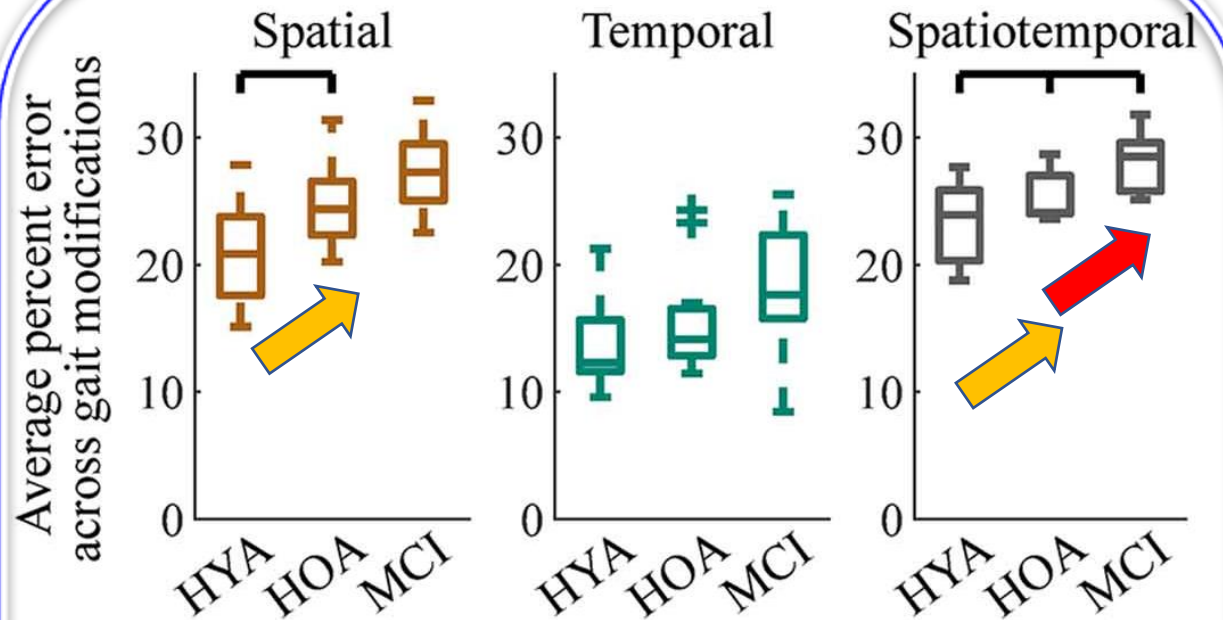 Spatial
Temporal
Spatiotemporal
Average percent error
across gait modifications
30
20
10
0
HYA
HOA
MCI
30
20
10
0
HYA
HOA
MCI
30
20
10
0
HYA
HOA
MCI